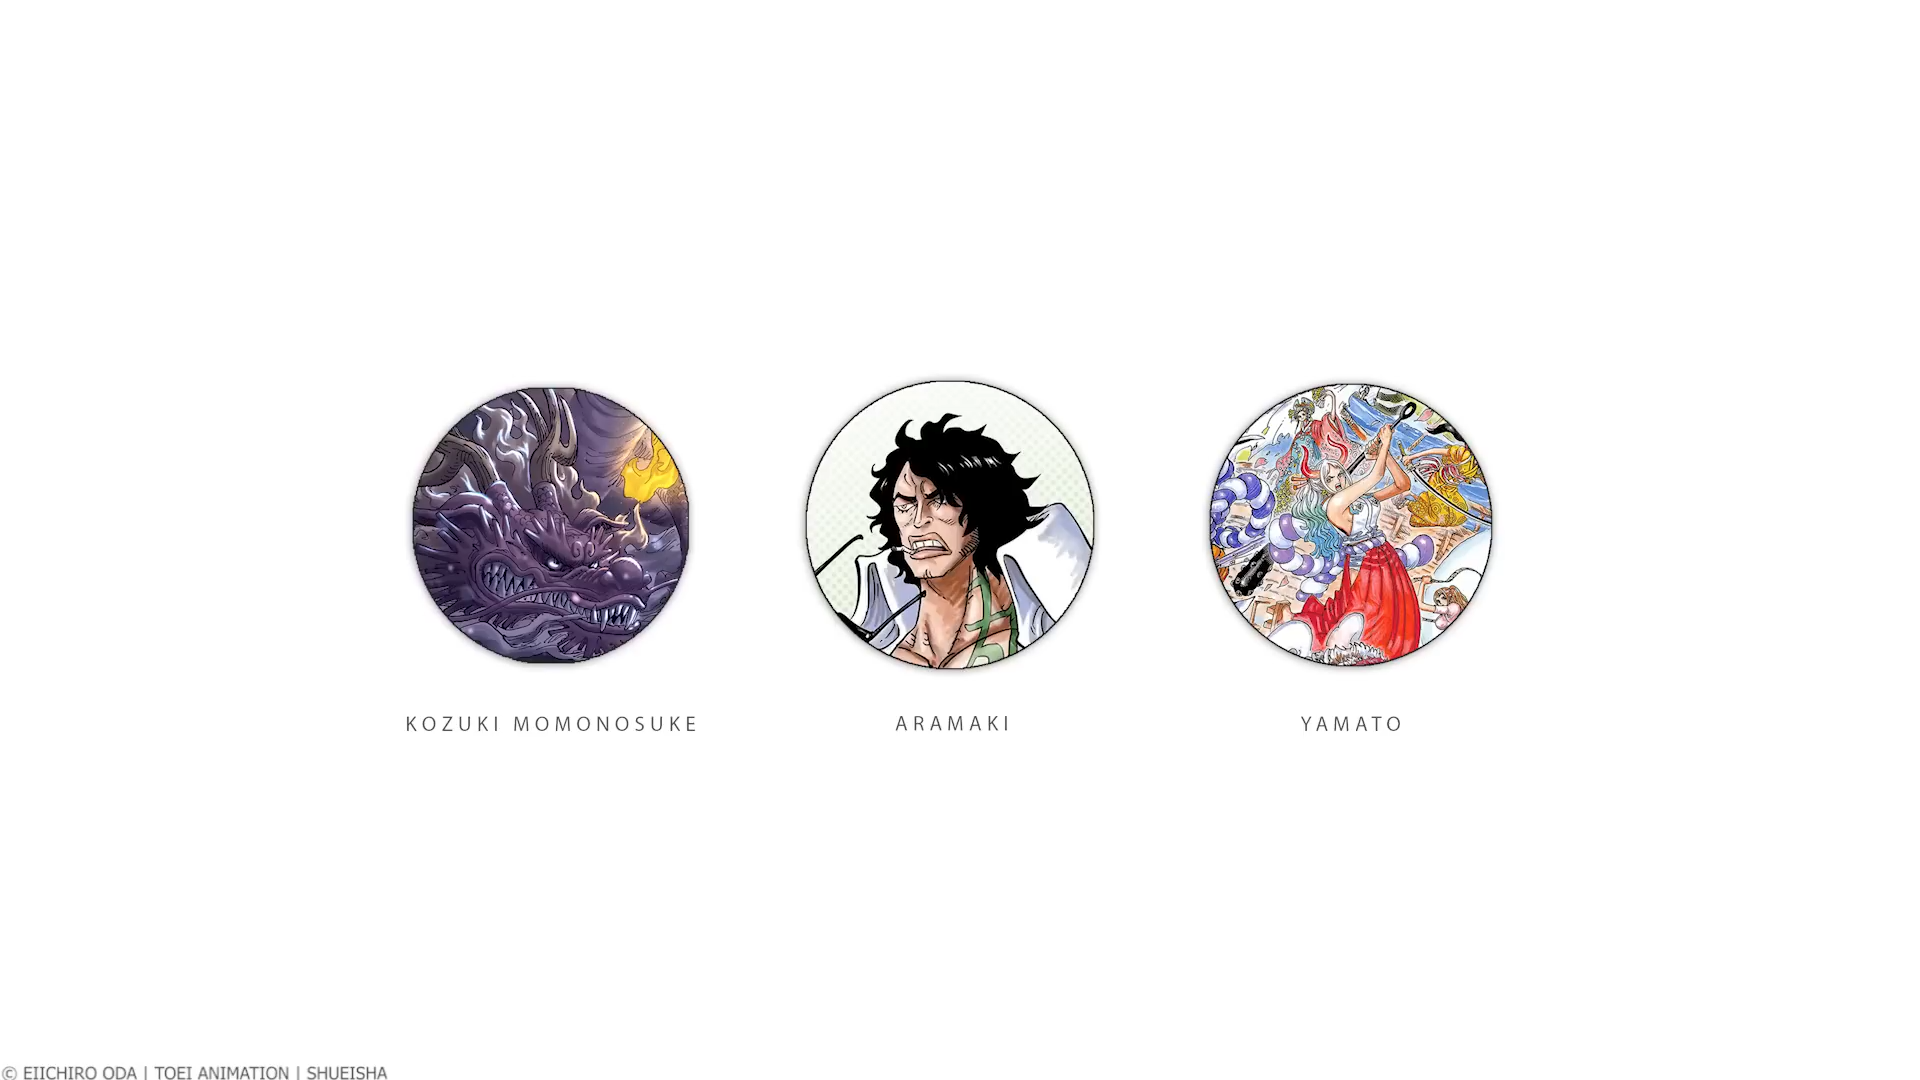 KOZUKI MOMONOSUKE
ARAMAKI
YAMATO
© EIICHIRO ODA | TOEI ANIMATION | SHUEISHA